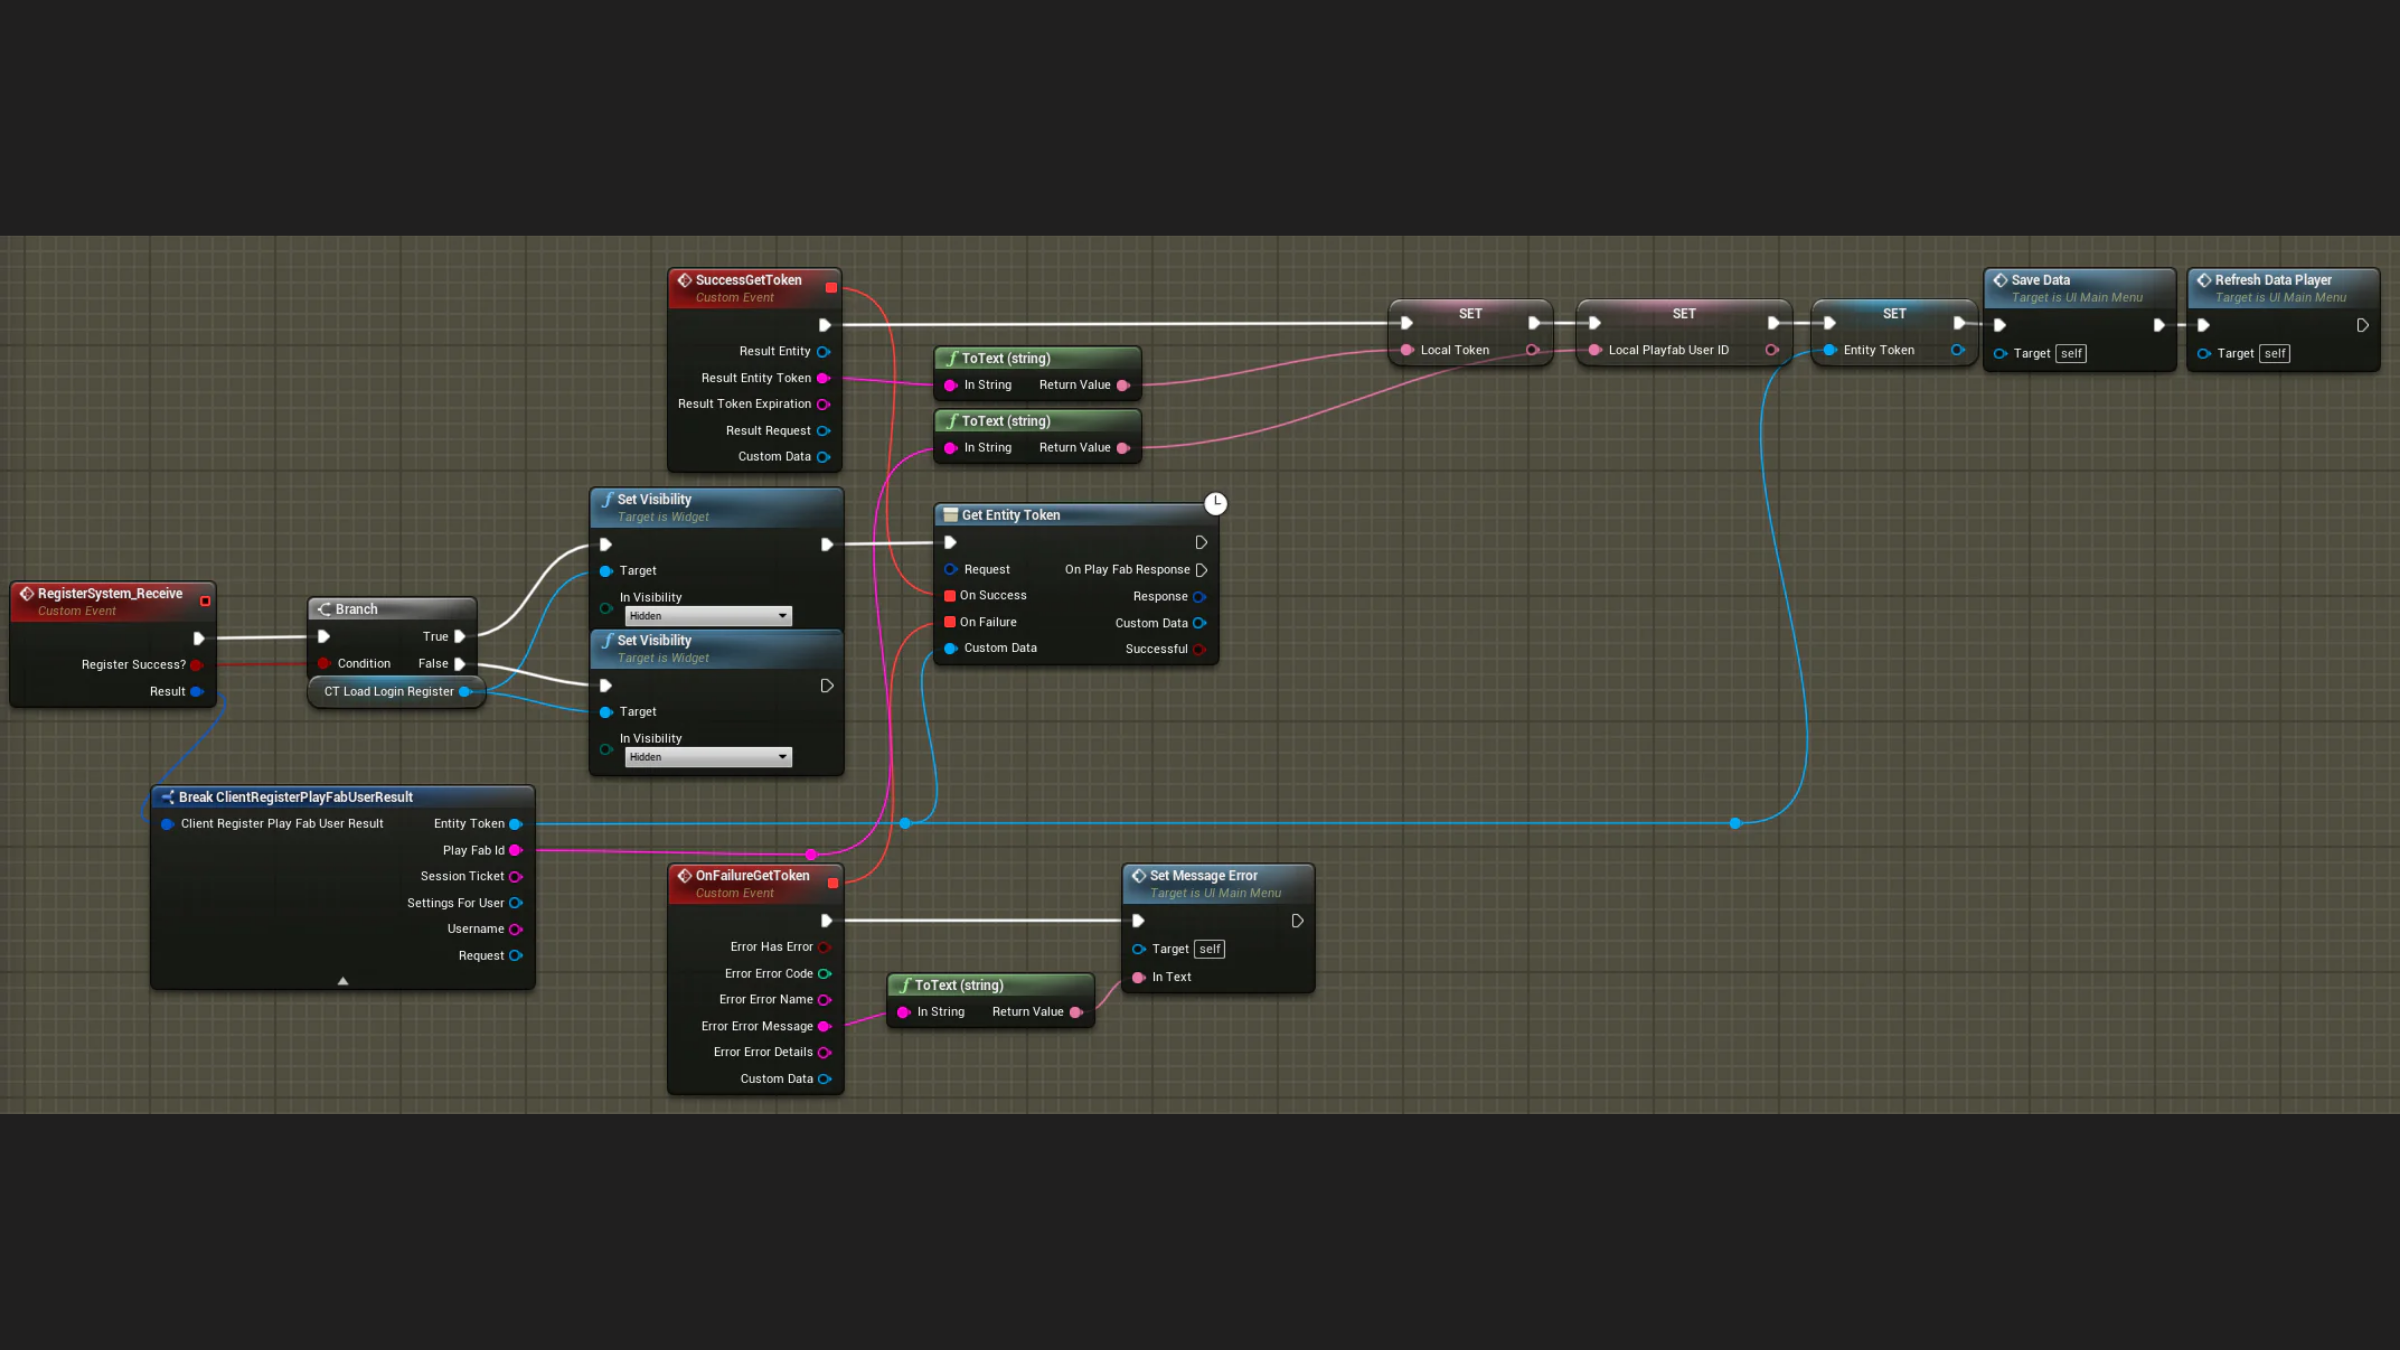 SuccessGetToken
Custom Event
Result Entity
Result Entity Token
Result Token Expiration
Result Request
Custom Data
ToText (string)
In String Return Value
ToText (string)
In String Return Value
SET
Local Token
SET
Local Playfab User ID
SET
Entity Token
Save Data
Target is UI Main Menu
Target self
Refresh Data Player
Target is UI Main Menu
Target self
Set Visibility
Target is Widget
Target
In Visibility
Hidden
Set Visibility
Target is Widget
Target
In Visibility
Hidden
Get Entity Token
Request On Play Fab Response
On Success Response
On Failure Custom Data
Custom Data Successful
RegisterSystem_Receive
Custom Event
Register Success?
Result
Branch
True
Condition False
CT Load Login Register
Break ClientRegisterPlayFabUserResult
Client Register Play Fab User Result Entity Token
Play Fab Id
Session Ticket
Settings For User
Username
Request
OnFailureGetToken
Custom Event
Error Has Error
Error Error Code
Error Error Name
Error Error Message
Error Error Details
Custom Data
ToText (string)
In String Return Value
Set Message Error
Target is UI Main Menu
Target self
In Text